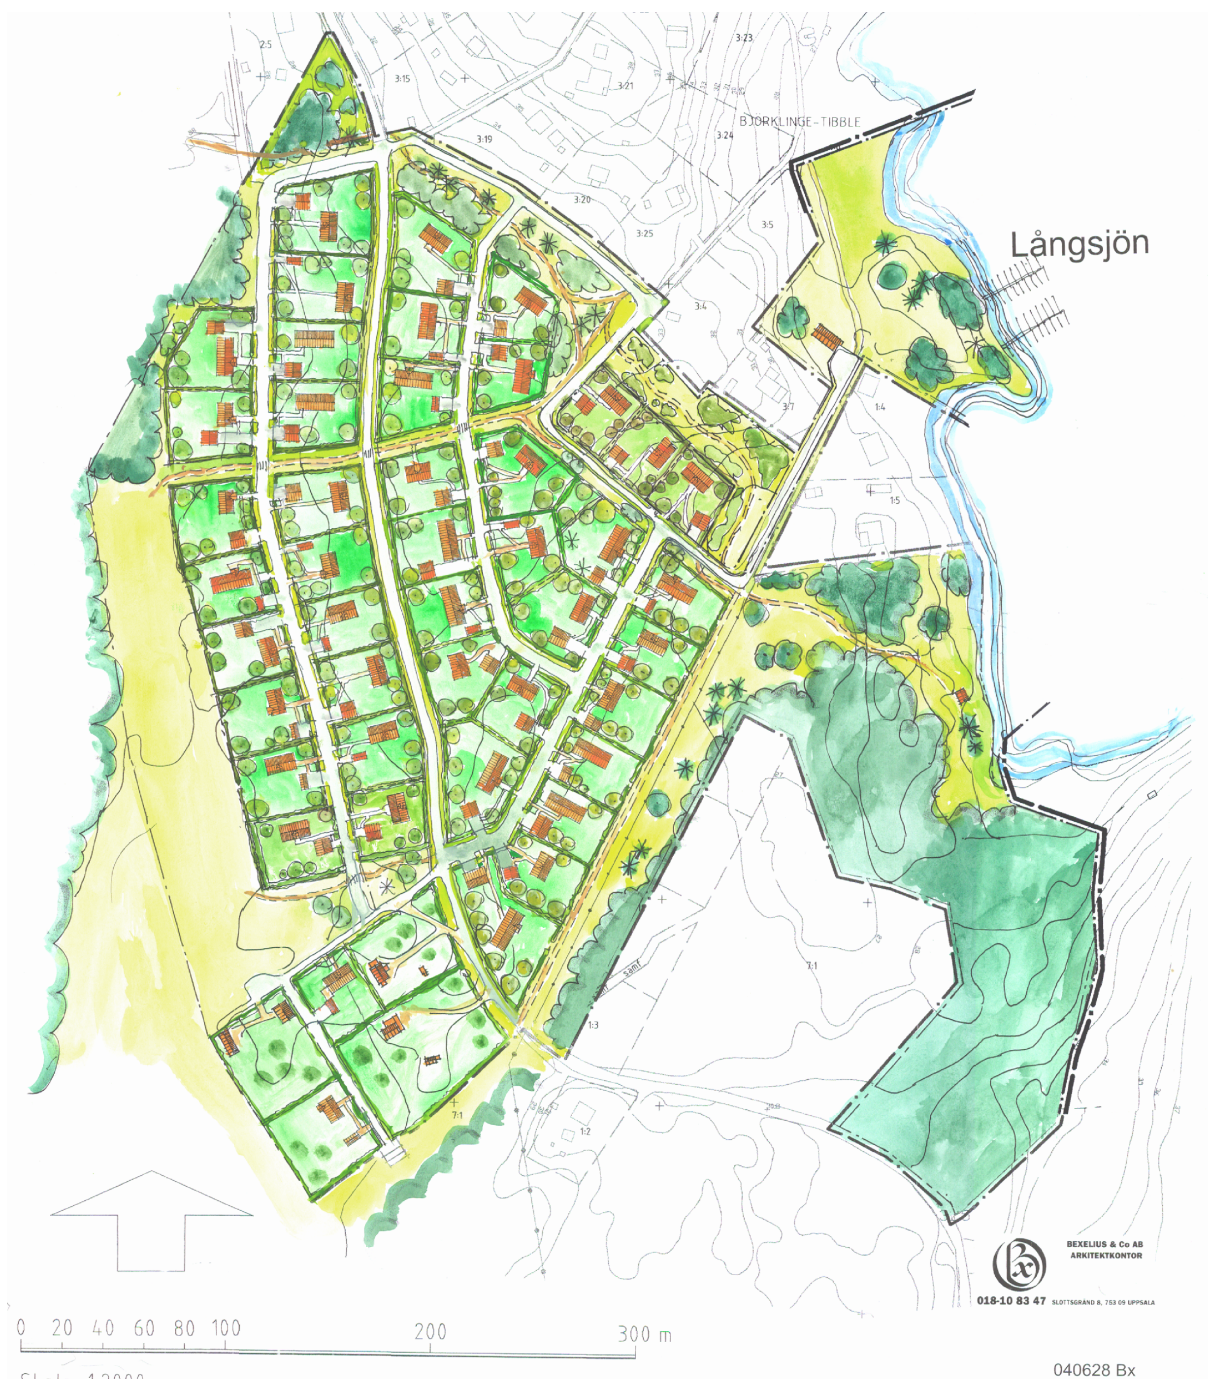 2:5
3:15
3:23
3:21
BJÖRKLINGE-TIBBLE
3:24
3:19
3:20
3:5
3:25
Långsjön
3:4
3:7
1:4
1:5
7:1
samf
1:3
7:1
1:2
BEXELIUS & Co AB
ARKITEKTKONTOR
Bx
018-10 83 47 SLOTTSGRÄND 8, 753 09 UPPSALA
0 20 40 60 80 100 200 300 m
040628 Bx